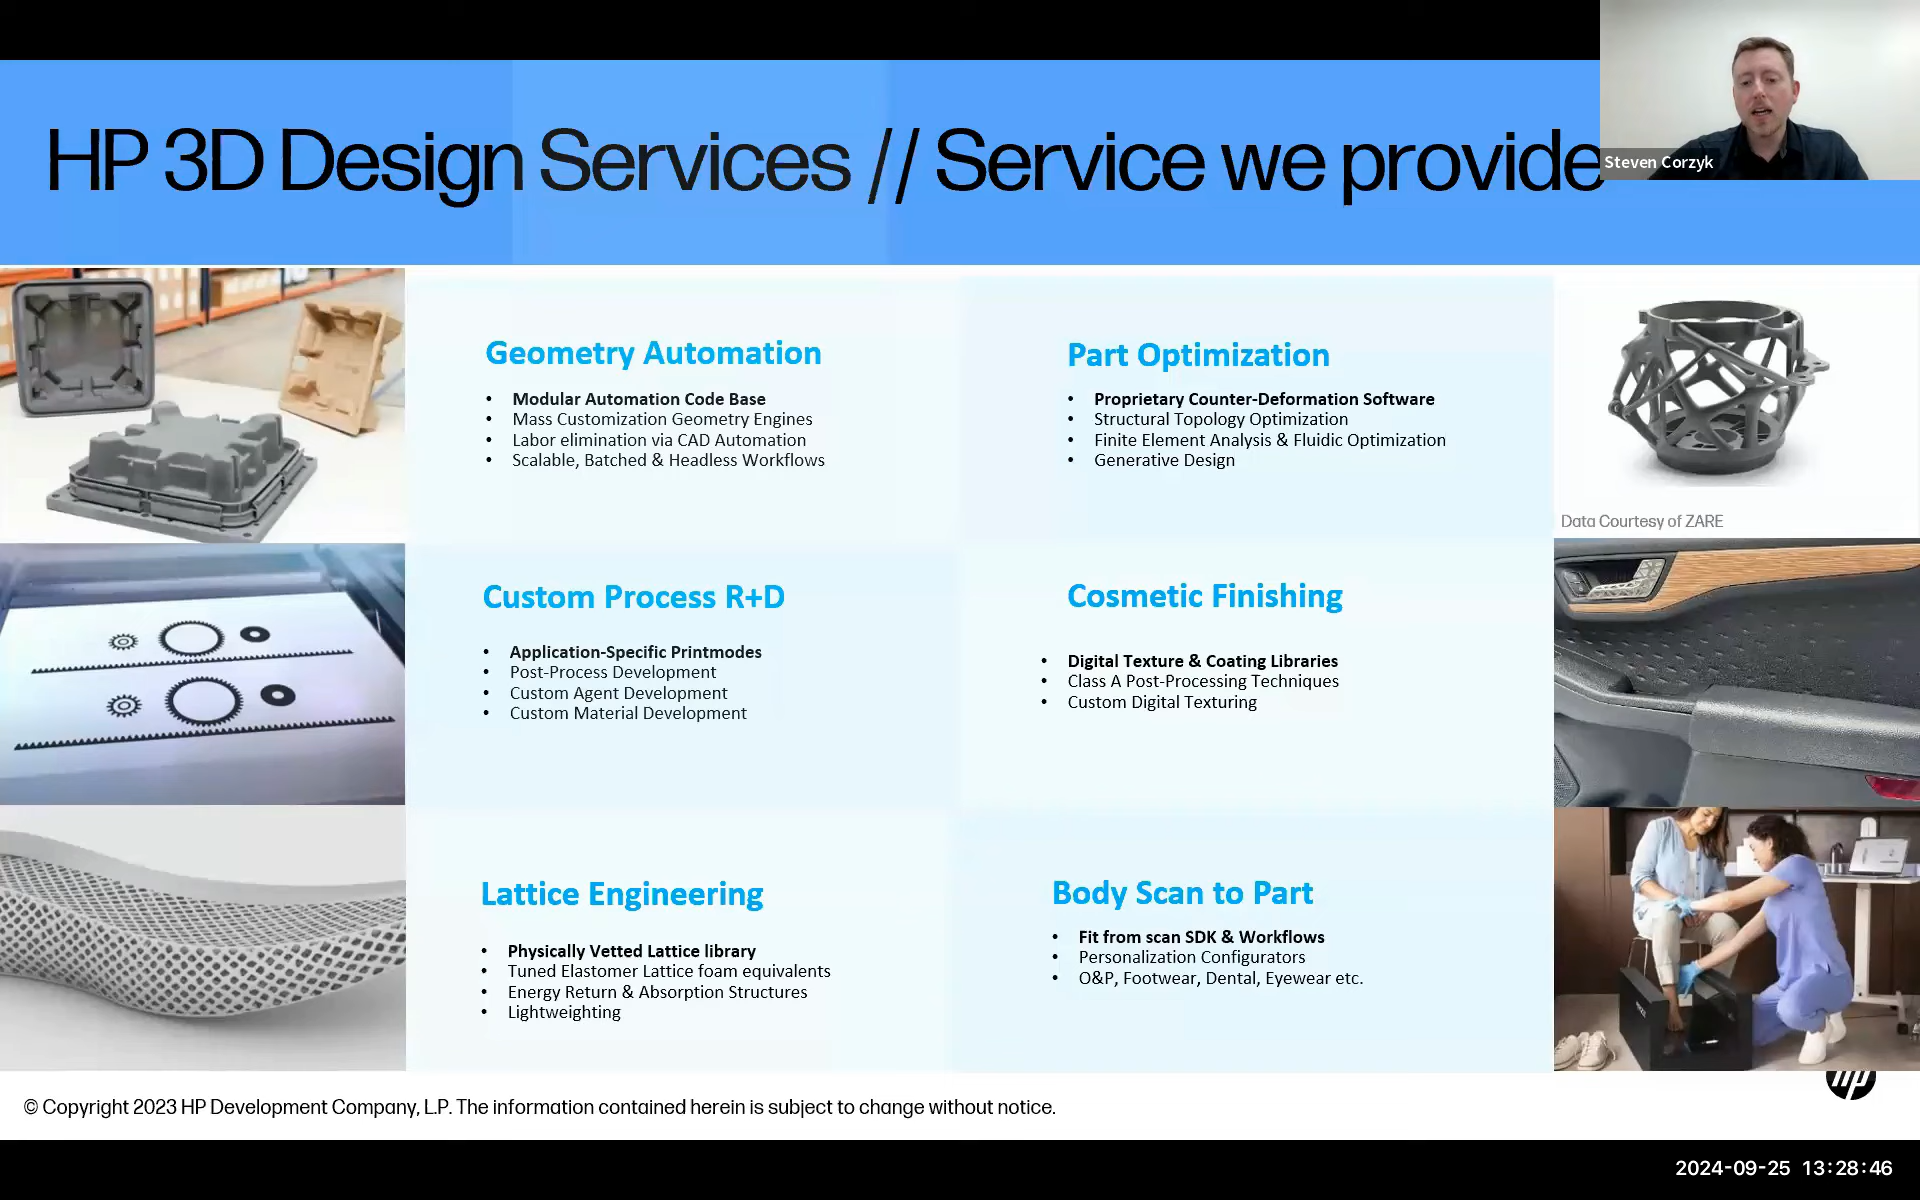 HP 3D Design Services // Service we provide
Steven Corzyk
Geometry Automation
• Modular Automation Code Base
• Mass Customization Geometry Engines
• Labor elimination via CAD Automation
• Scalable, Batched & Headless Workflows
Part Optimization
• Proprietary Counter-Deformation Software
• Structural Topology Optimization
• Finite Element Analysis & Fluidic Optimization
• Generative Design
Data Courtesy of ZARE
Custom Process R+D
• Application-Specific Printmodes
• Post-Process Development
• Custom Agent Development
• Custom Material Development
Cosmetic Finishing
• Digital Texture & Coating Libraries
• Class A Post-Processing Techniques
• Custom Digital Texturing
Lattice Engineering
• Physically Vetted Lattice library
• Tuned Elastomer Lattice foam equivalents
• Energy Return & Absorption Structures
• Lightweighting
Body Scan to Part
• Fit from scan SDK & Workflows
• Personalization Configurators
• O&P, Footwear, Dental, Eyewear etc.
hp
© Copyright 2023 HP Development Company, L.P. The information contained herein is subject to change without notice.
2024-09-25 13:28:46